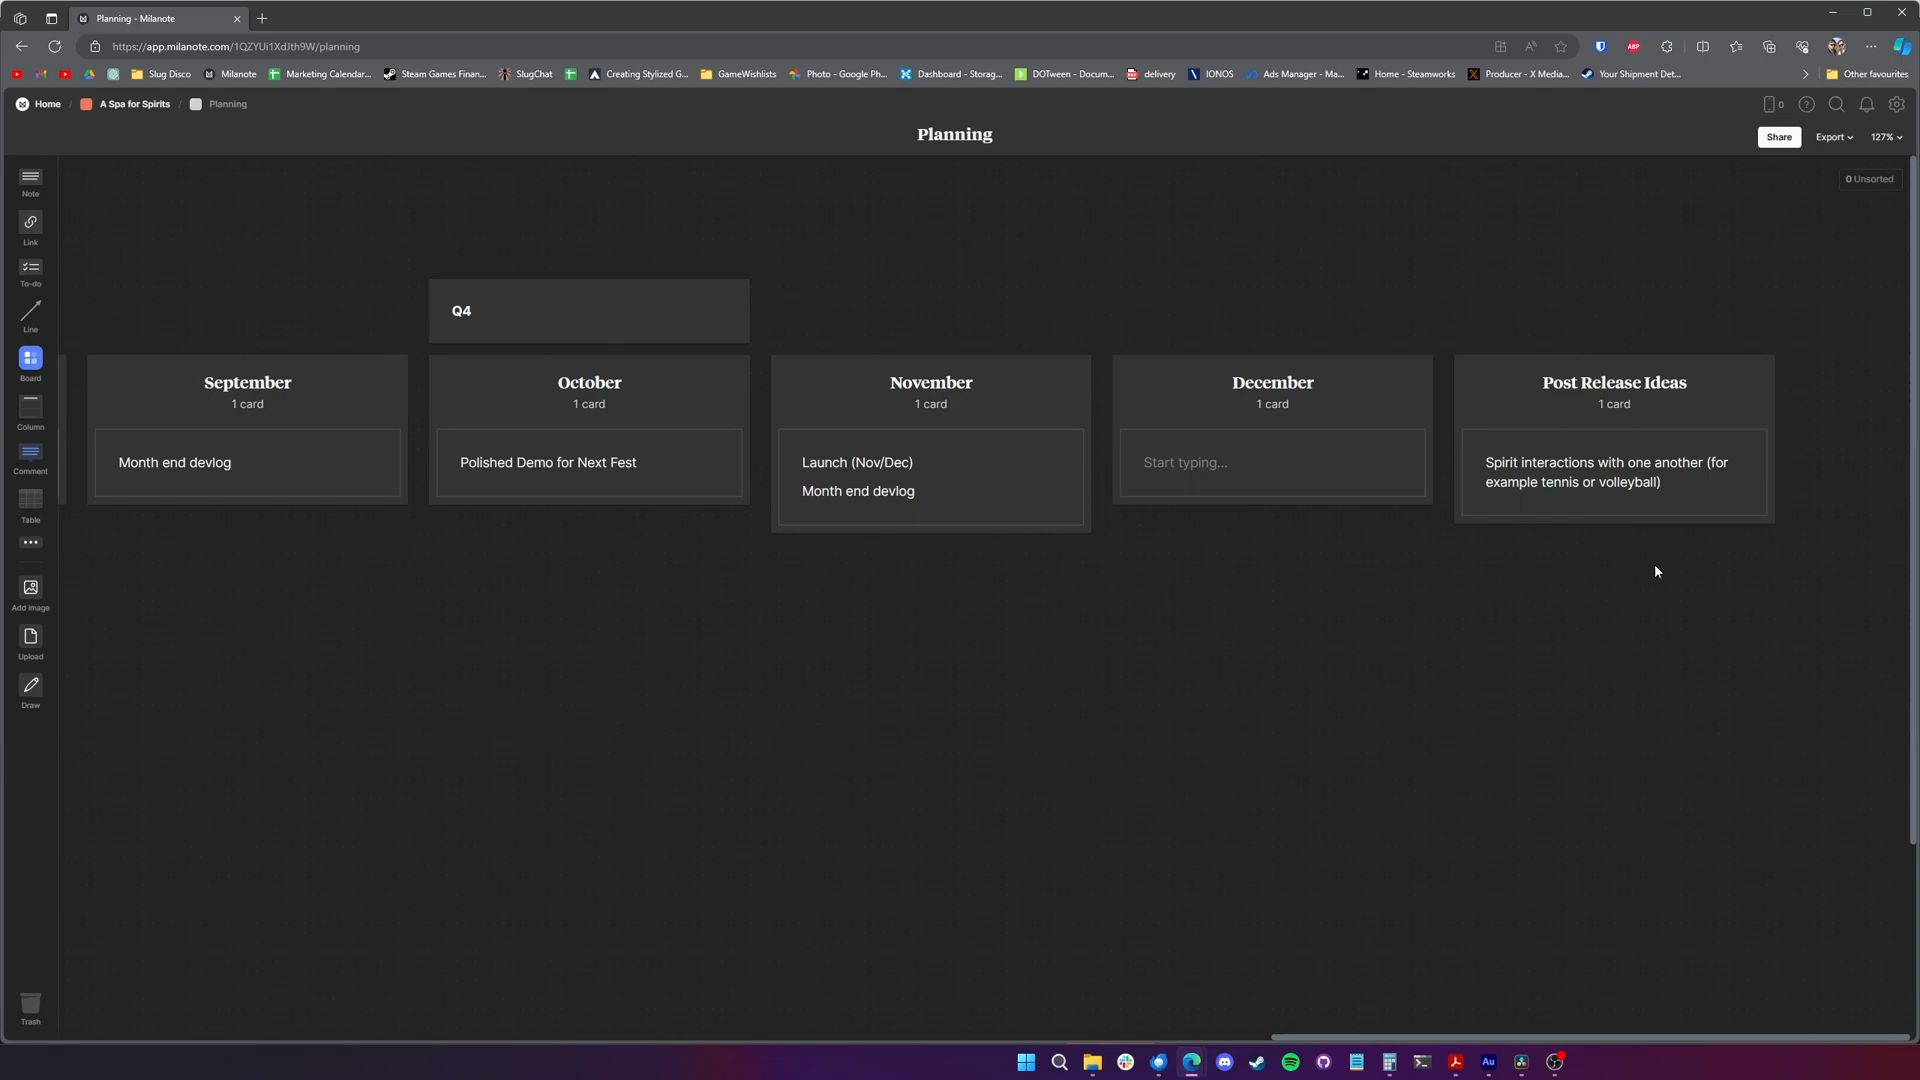 Planning - Milanote
https://app.milanote.com/1QZYUi1XdJth9W/planning
Slug Disco
Milanote
Marketing Calendar...
Steam Games Finan...
SlugChat
Creating Stylized G...
GameWishlists
Photo - Google Ph...
Dashboard - Storag...
DOTween - Docum...
delivery
IONOS
Ads Manager - Ma...
Home - Steamworks
Producer - X Media...
Your Shipment Det...
Other favourites
Home / A Spa for Spirits / Planning
0
Planning
Share
Export
127%
0 Unsorted
Note
Link
To-do
Line
Board
Column
Comment
Table
Add image
Upload
Draw
Trash
Q4
September
1 card
Month end devlog
October
1 card
Polished Demo for Next Fest
November
1 card
Launch (Nov/Dec)
Month end devlog
December
1 card
Start typing...
Post Release Ideas
1 card
Spirit interactions with one another (for
example tennis or volleyball)
ABP
Au